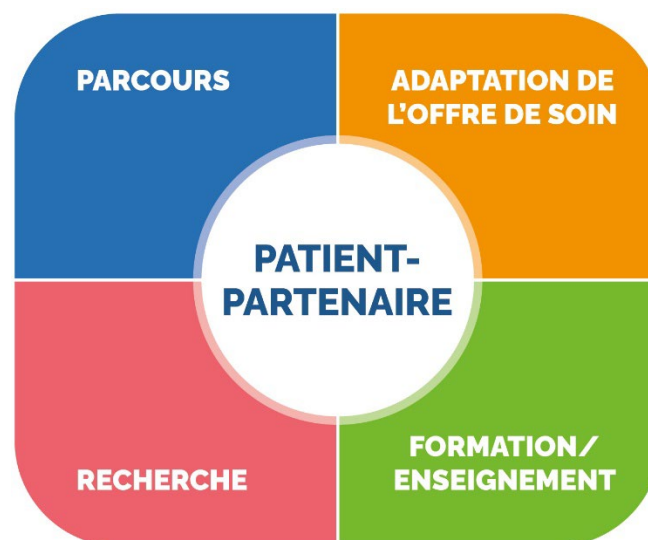 PARCOURS
ADAPTATION DE
L'OFFRE DE SOIN
PATIENT-
PARTENAIRE
RECHERCHE
FORMATION/
ENSEIGNEMENT